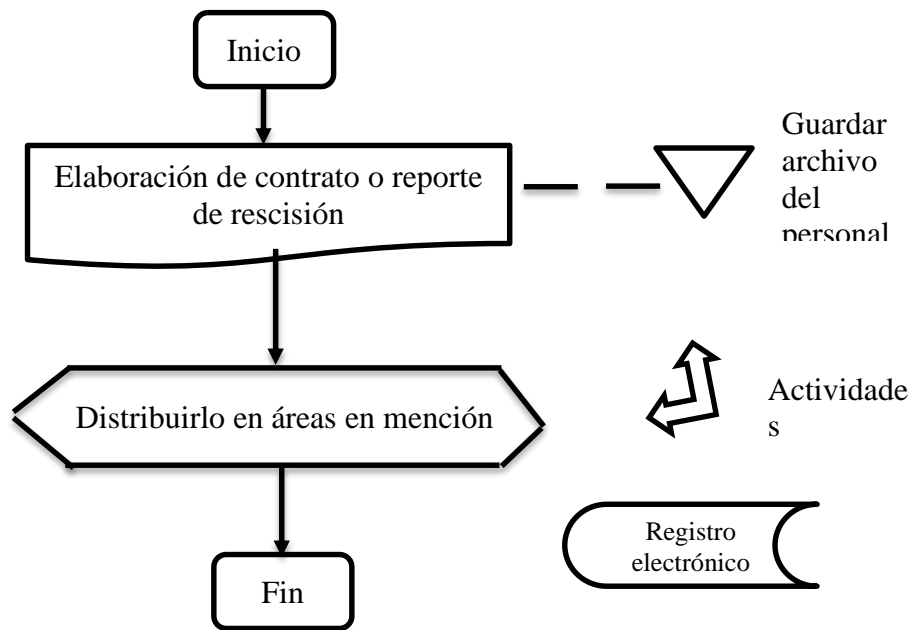 Inicio
Elaboración de contrato o reporte
de rescisión
Guardar
archivo
del
personal
Distribuirlo en áreas en mención
Actividade
s
Registro
electrónico
Fin